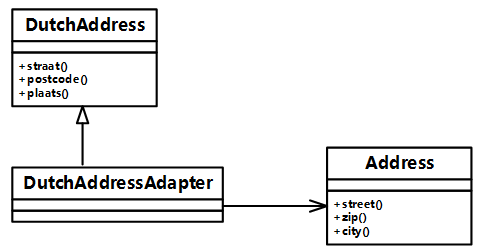 DutchAddress
+ straat()
+ postcode()
+ plaats()
DutchAddressAdapter
Address
+ street()
+ zip()
+ city()